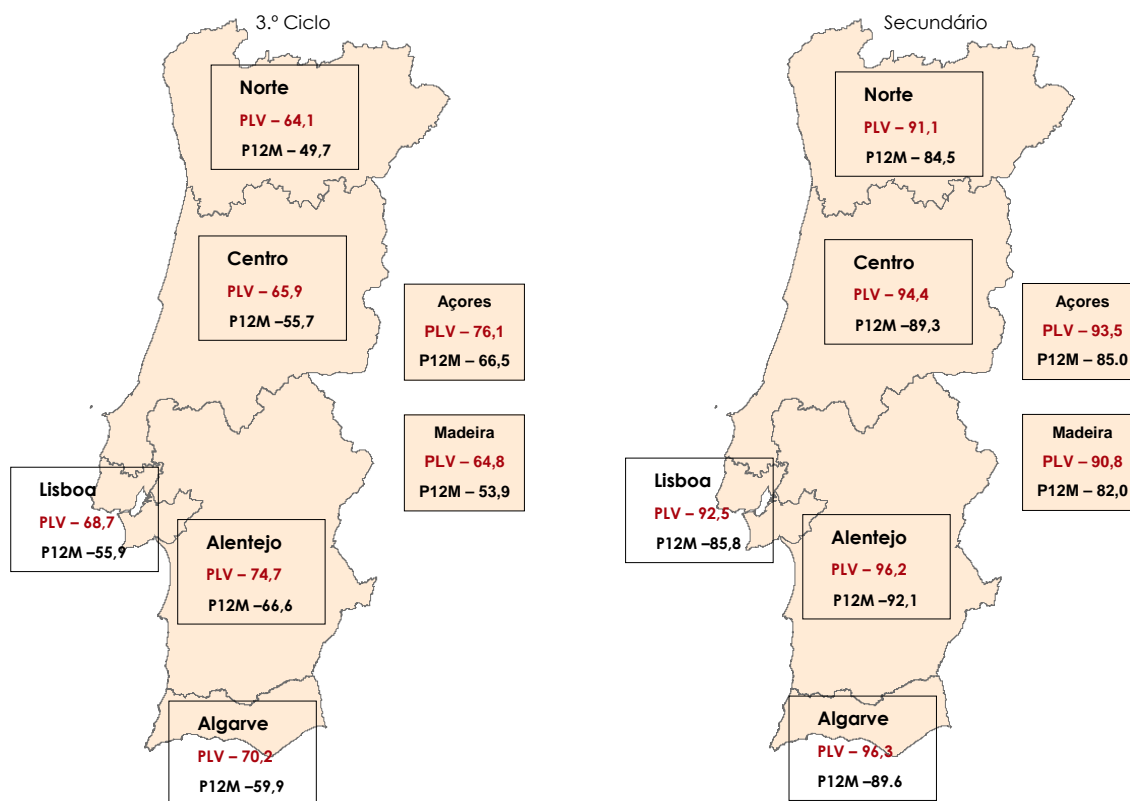 3.º Ciclo
Norte
PLV – 64,1
P12M – 49,7
Centro
PLV – 65,9
P12M –55,7
Açores
PLV – 76,1
P12M – 66,5
Madeira
PLV – 64,8
P12M – 53,9
Lisboa
PLV – 68,7
P12M –55,9
Alentejo
PLV – 74,7
P12M –66,6
Algarve
PLV – 70,2
P12M –59,9
Secundário
Norte
PLV – 91,1
P12M – 84,5
Centro
PLV – 94,4
P12M –89,3
Açores
PLV – 93,5
P12M – 85.0
Madeira
PLV – 90,8
P12M – 82,0
Lisboa
PLV – 92,5
P12M –85,8
Alentejo
PLV – 96,2
P12M –92,1
Algarve
PLV – 96,3
P12M –89.6